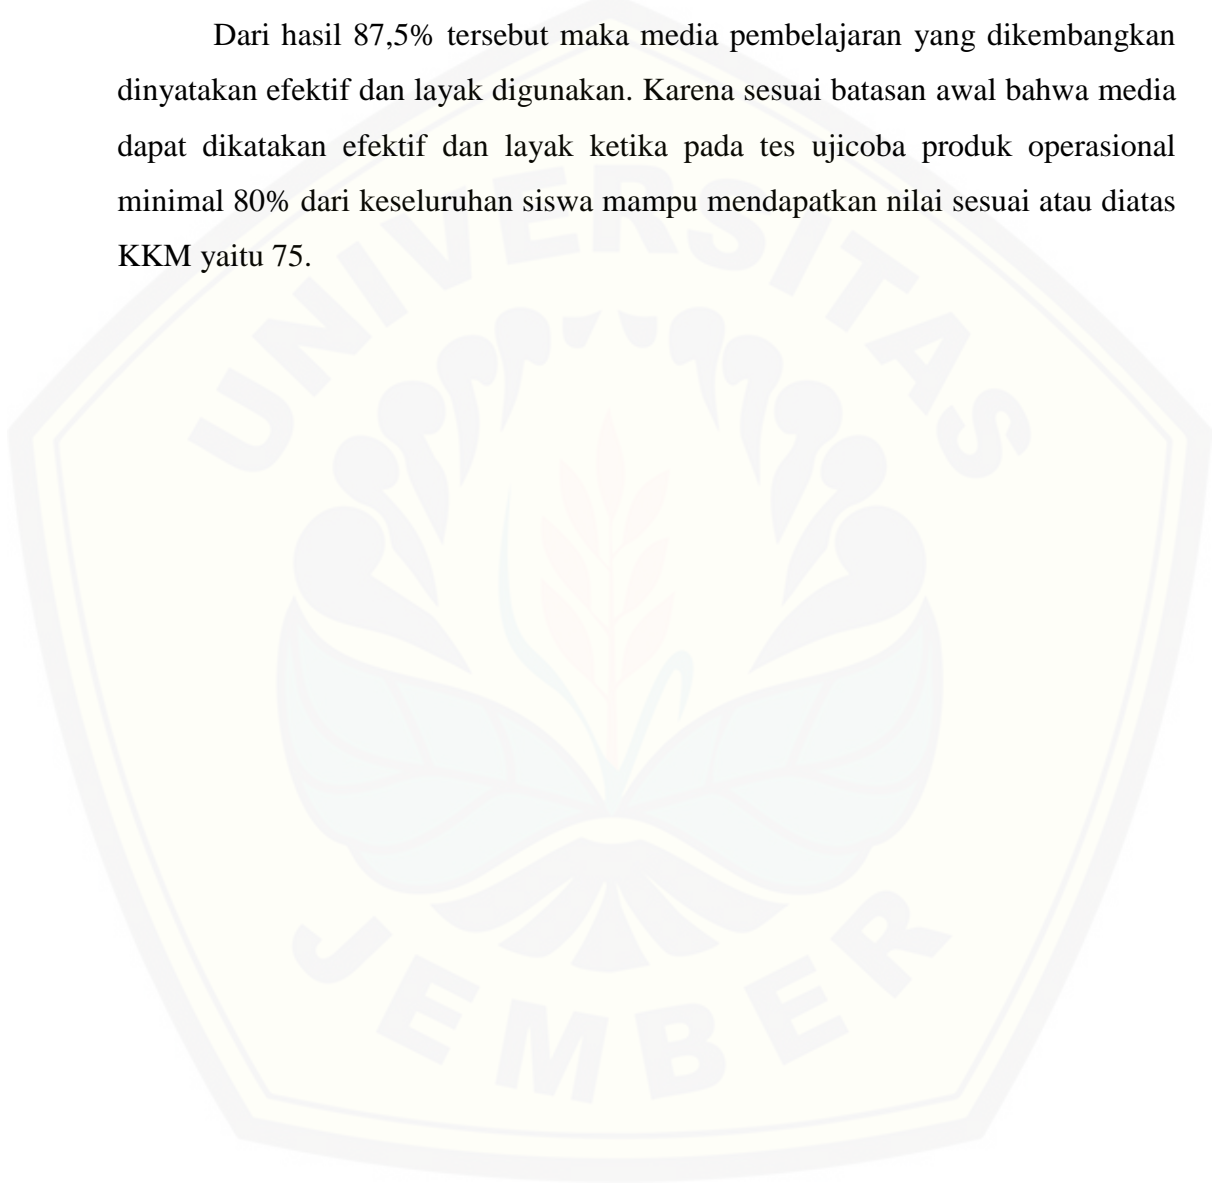 Dari hasil 87,5% tersebut maka media pembelajaran yang dikembangkan
dinyatakan efektif dan layak digunakan. Karena sesuai batasan awal bahwa media
dapat dikatakan efektif dan layak ketika pada tes ujicoba produk operasional
minimal 80% dari keseluruhan siswa mampu mendapatkan nilai sesuai atau diatas
KKM yaitu 75.
UNIVERSITAS
JEMBER